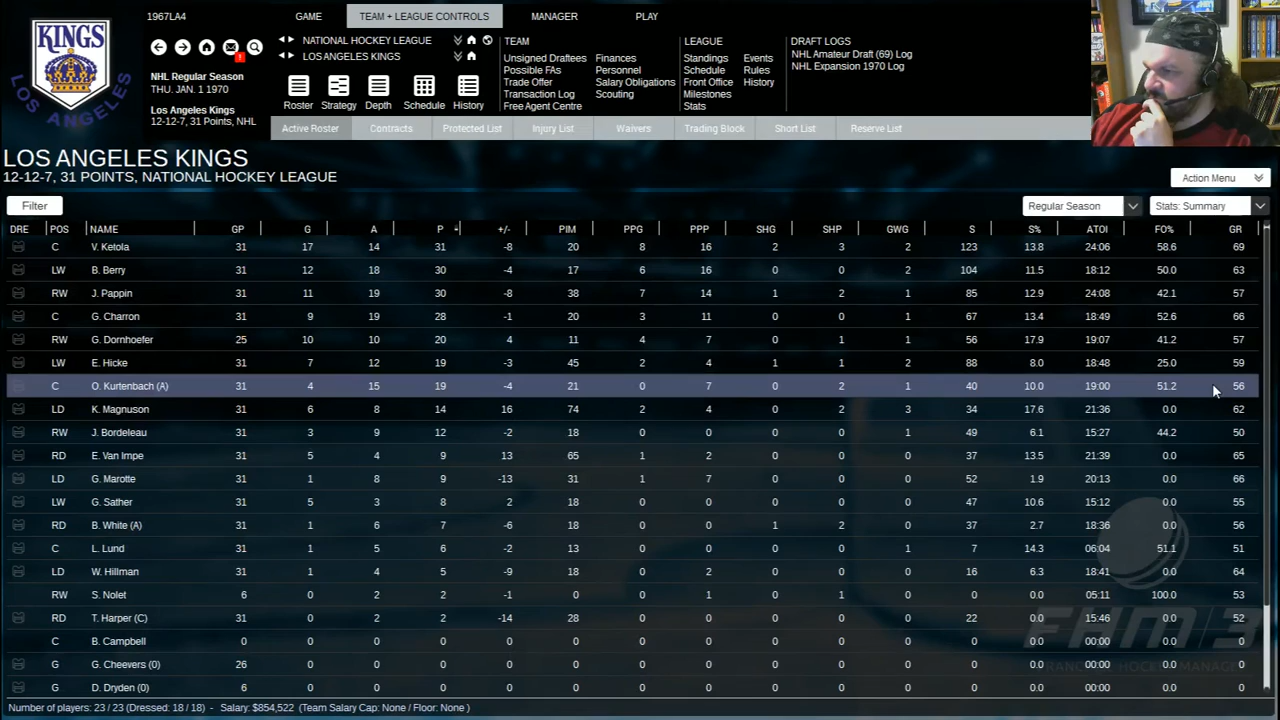 KINGS
LOS ANGELES
1967LA4
GAME
TEAM + LEAGUE CONTROLS
MANAGER
PLAY
NHL Regular Season
THU. JAN. 1 1970
Los Angeles Kings
12-12-7, 31 Points, NHL
NATIONAL HOCKEY LEAGUE
LOS ANGELES KINGS
Roster Strategy Depth Schedule History
TEAM
Unsigned Draftees Finances
Possible FAs Personnel
Trade Offer Salary Obligations
Transaction Log Scouting
Free Agent Centre
LEAGUE
Standings Events
Schedule Rules
Front Office History
Milestones
Stats
DRAFT LOGS
NHL Amateur Draft (69) Log
NHL Expansion 1970 Log
Active Roster Contracts Protected List Injury List Waivers Trading Block Short List Reserve List
LOS ANGELES KINGS
12-12-7, 31 POINTS, NATIONAL HOCKEY LEAGUE
Action Menu
Filter
Regular Season
Stats: Summary
DRE POS NAME GP G A P +/- PIM PPG PPP SHG SHP GWG S S% ATOI FO% GR
C V. Ketola 31 17 14 31 -8 20 8 16 2 3 2 123 13.8 24:06 58.6 69
LW B. Berry 31 12 18 30 -4 17 6 16 0 0 2 104 11.5 18:12 50.0 63
RW J. Pappin 31 11 19 30 -8 38 7 14 1 2 1 85 12.9 24:08 42.1 57
C G. Charron 31 9 19 28 -1 20 3 11 0 0 1 67 13.4 18:49 52.6 66
RW G. Dornhoefer 25 10 10 20 4 11 4 7 0 1 1 56 17.9 19:07 41.2 57
LW E. Hicke 31 7 12 19 -3 45 2 4 1 1 2 88 8.0 18:48 25.0 59
C O. Kurtenbach (A) 31 4 15 19 -4 21 0 7 0 2 1 40 10.0 19:00 51.2 56
LD K. Magnuson 31 6 8 14 16 74 2 4 0 2 3 34 17.6 21:36 0.0 62
RW J. Bordeleau 31 3 9 12 -2 18 0 0 0 0 1 49 6.1 15:27 44.2 50
RD E. Van Impe 31 5 4 9 13 65 1 2 0 0 0 37 13.5 21:39 0.0 65
LD G. Marotte 31 1 8 9 -13 31 1 7 0 0 0 52 1.9 20:13 0.0 66
LW G. Sather 31 5 3 8 2 18 0 0 0 0 0 47 10.6 15:12 0.0 55
RD B. White (A) 31 1 6 7 -6 18 0 0 1 2 0 37 2.7 18:36 0.0 56
C L. Lund 31 1 5 6 -2 13 0 0 0 0 1 7 14.3 06:04 51.1 51
LD W. Hillman 31 1 4 5 -9 18 0 2 0 0 0 16 6.3 18:41 0.0 64
RW S. Nolet 6 0 2 2 -1 0 0 1 0 1 0 0 0.0 05:11 100.0 53
RD T. Harper (C) 31 0 2 2 -14 28 0 0 0 0 0 22 0.0 15:46 0.0 52
C B. Campbell 0 0 0 0 0 0 0 0 0 0 0 0 0.0 00:00 0.0 0
G G. Cheevers (0) 26 0 0 0 0 0 0 0 0 0 0 0 0.0 00:00 0.0 0
G D. Dryden (0) 6 0 0 0 0 0 0 0 0 0 0 0 0.0 00:00 0.0 0
FHM|3
FRANCHISE HOCKEY MANAGER
Number of players: 23 / 23 (Dressed: 18 / 18) - Salary: $854,522 (Team Salary Cap: None / Floor: None )